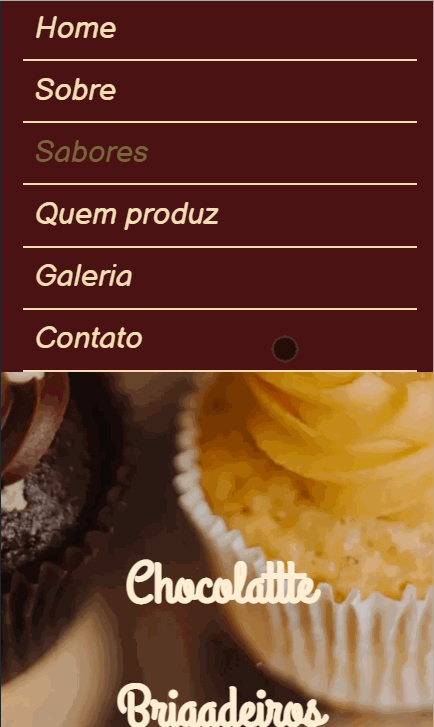 Home
Sobre
Sabores
Quem produz
Galeria
Contato
Chocolattte
Brigadeiros